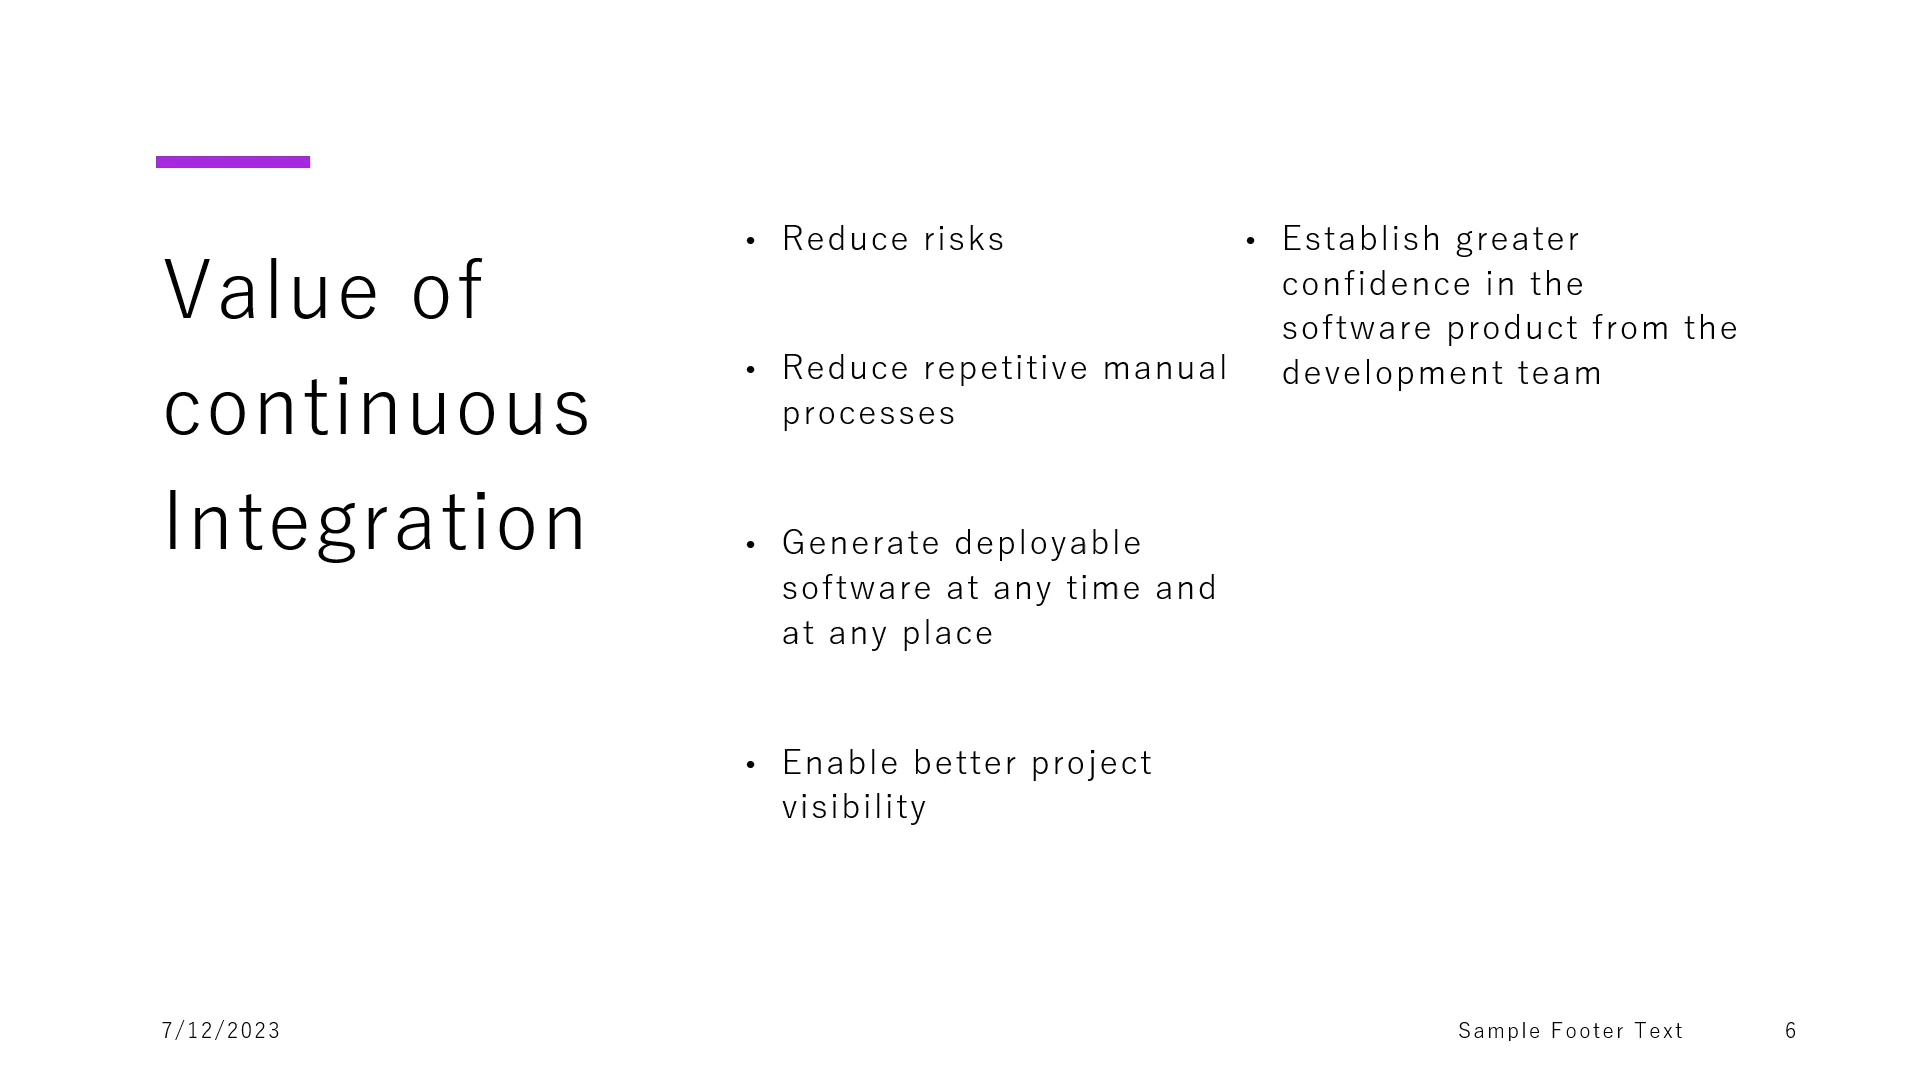 Value of
continuous
Integration
• Reduce risks
• Reduce repetitive manual
processes
• Generate deployable
software at any time and
at any place
• Enable better project
visibility
• Establish greater
confidence in the
software product from the
development team
7/12/2023
Sample Footer Text
6